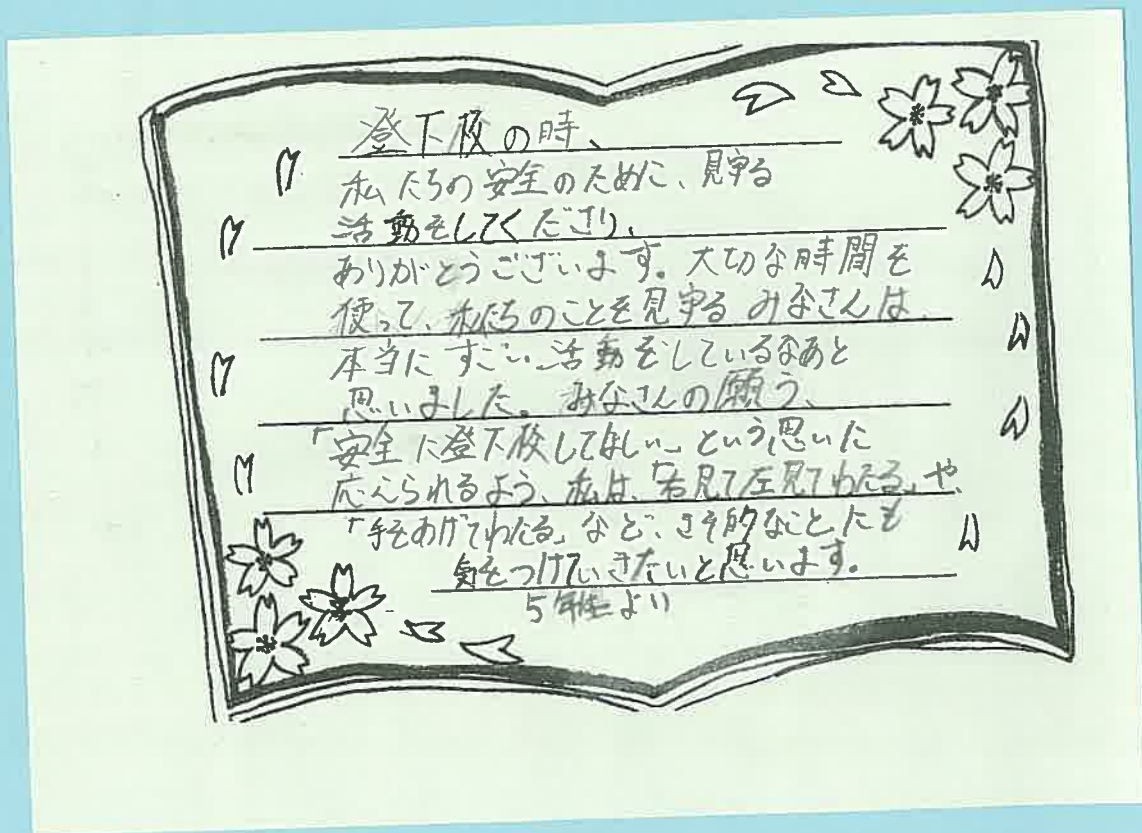 登下校の時、
私たちの安全のために、見守る
活動をしてくださり、
ありがとうございます。大切な時間を
使って、私たちのことを見守るみなさんは、
本当にすごい活動をしているなあと
思いました。みなさんの願う、
「安全に登下校してほしい」という思いに
応えられるよう、私は、「右見て左見てわたる」や、
「手をあげてわたる」など、きそ的なことにも
気をつけていきたいと思います。
5年生より